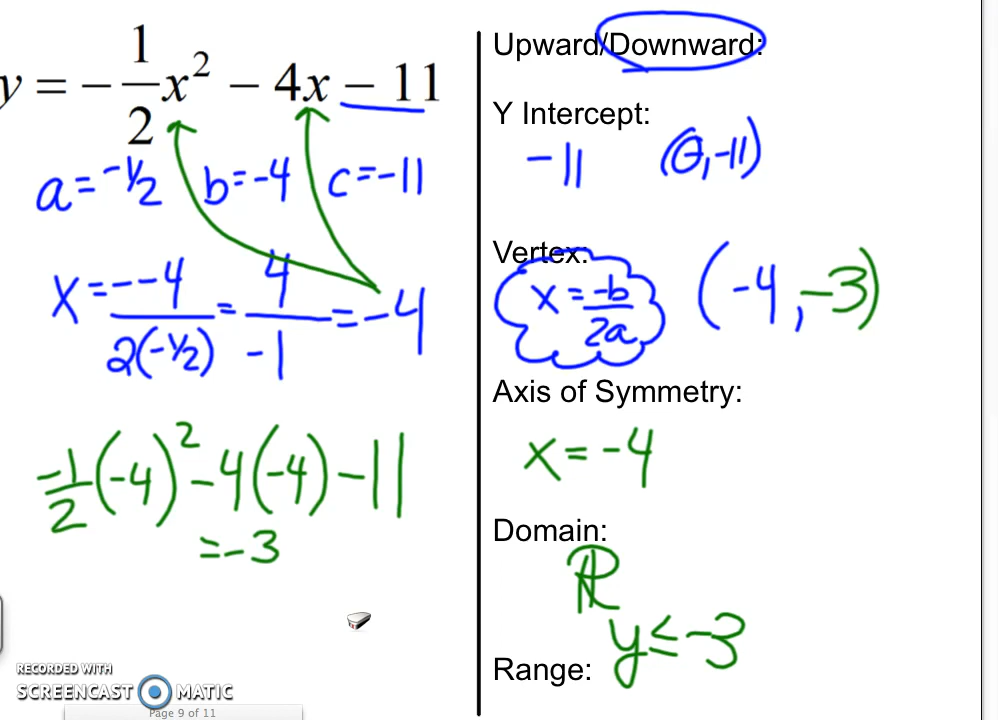 y = -1/2x² - 4x - 11
a = -1/2 b = -4 c = -11
x = --4/2(-1/2) = 4/-1 = -4
-1/2(-4)² - 4(-4) - 11
= -3
RECORDED WITH
SCREENCAST MATIC
Page 9 of 11
Upward/Downward:
Y Intercept:
-11 (0, -11)
Vertex:
x = -b/2a (-4, -3)
Axis of Symmetry:
x = -4
Domain:
ℝ
Range: y ≤ -3